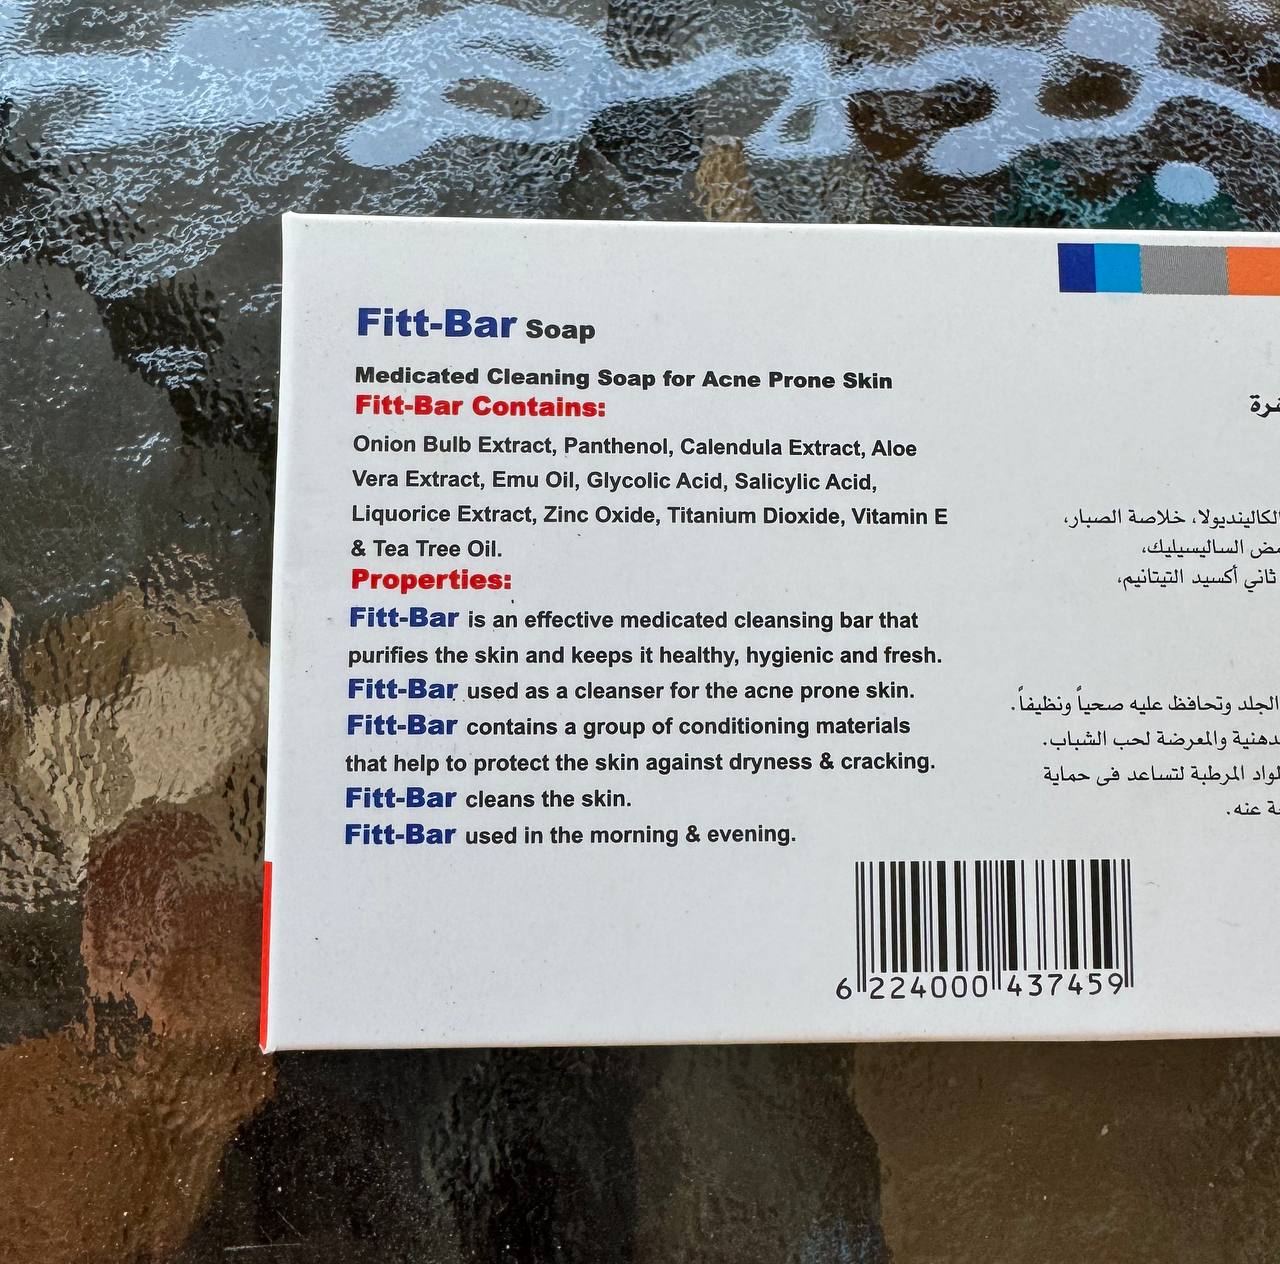 Fitt-Bar Soap
Medicated Cleaning Soap for Acne Prone Skin
Fitt-Bar Contains:
Onion Bulb Extract, Panthenol, Calendula Extract, Aloe
Vera Extract, Emu Oil, Glycolic Acid, Salicylic Acid,
Liquorice Extract, Zinc Oxide, Titanium Dioxide, Vitamin E
& Tea Tree Oil.
Properties:
Fitt-Bar is an effective medicated cleansing bar that
purifies the skin and keeps it healthy, hygienic and fresh.
Fitt-Bar used as a cleanser for the acne prone skin.
Fitt-Bar contains a group of conditioning materials
that help to protect the skin against dryness & cracking.
Fitt-Bar cleans the skin.
Fitt-Bar used in the morning & evening.
الكالينديولا، خلاصة الصبار،
الساليسيليك،
ثاني أكسيد التيتانيم،
الجلد وتحافظ عليه صحياً ونظيفاً.
والمعرضة لحب الشباب.
المرطبة لتساعد فى حماية
عنه.
6 224000 437459